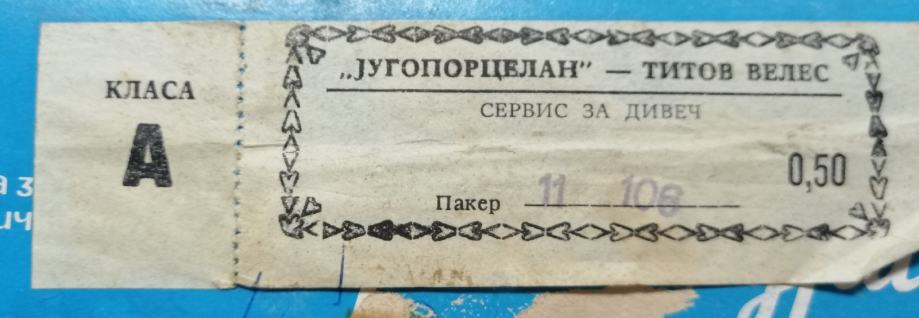 КЛАСА
А
„ЈУГОПОРЦЕЛАН” — ТИТОВ ВЕЛЕС
СЕРВИС ЗА ДИВЕЧ
0,50
Пакер 11 106